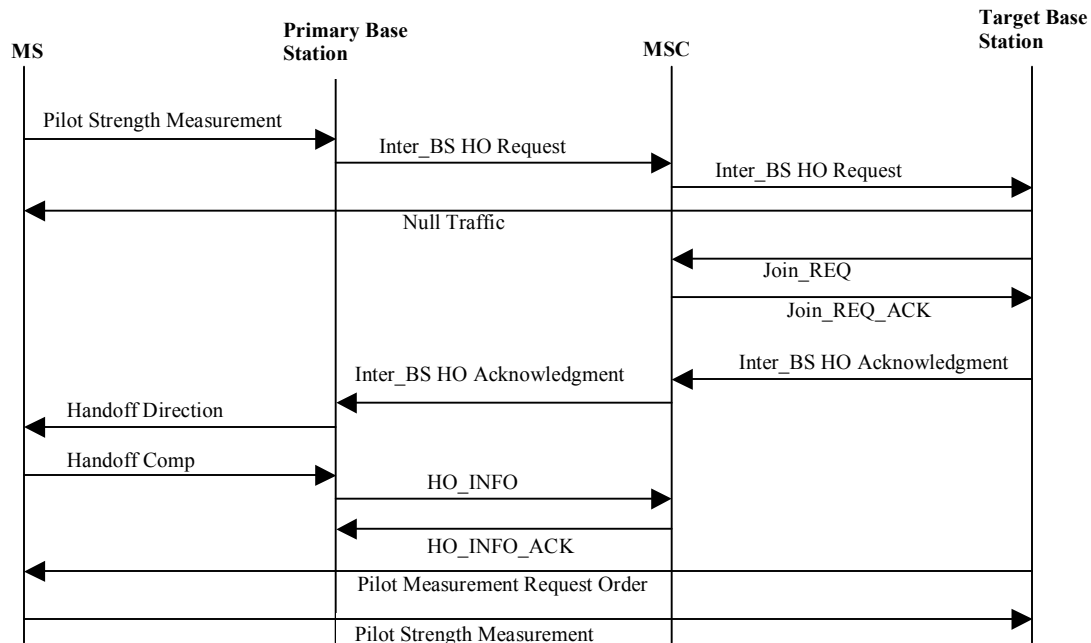 MS
Primary Base
Station
MSC
Target Base
Station
Pilot Strength Measurement
Inter_BS HO Request
Inter_BS HO Request
Null Traffic
Join_REQ
Join_REQ_ACK
Inter_BS HO Acknowledgment
Inter_BS HO Acknowledgment
Handoff Direction
Handoff Comp
HO_INFO
HO_INFO_ACK
Pilot Measurement Request Order
Pilot Strength Measurement